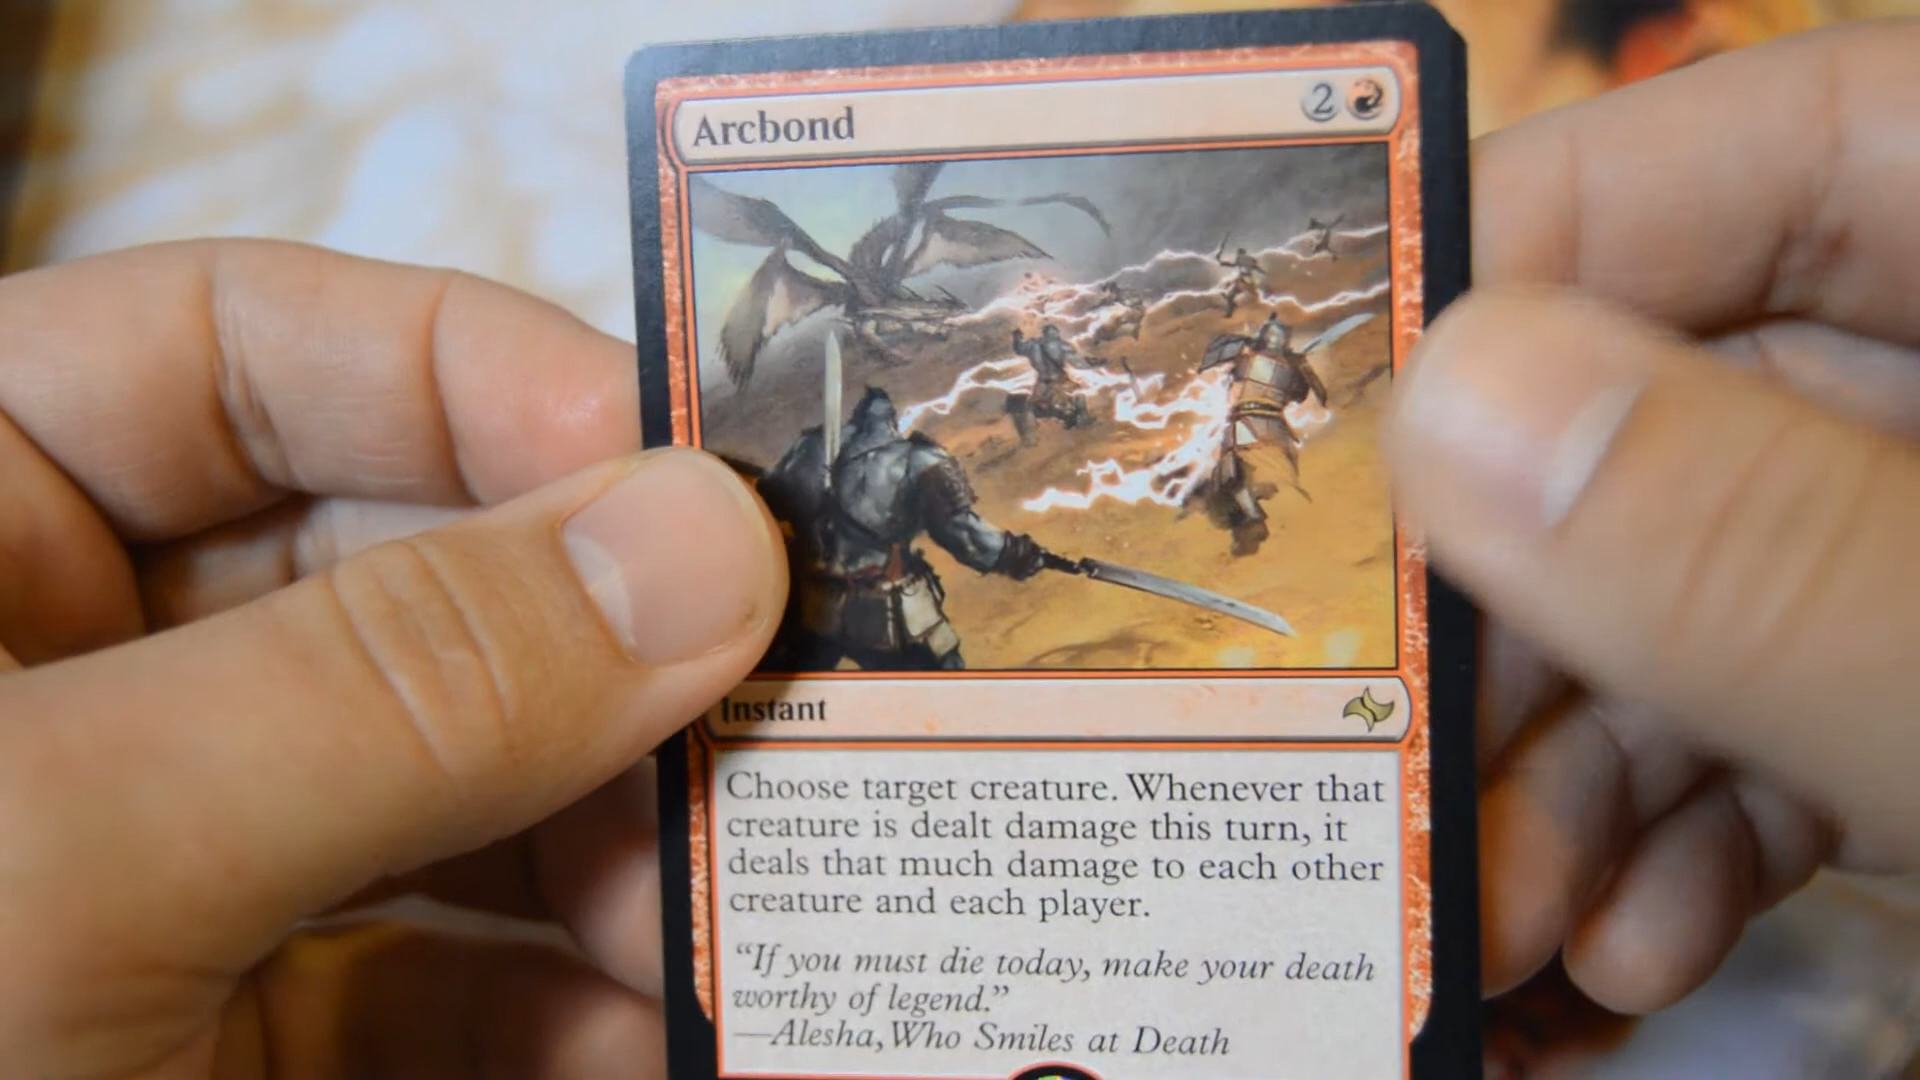 Arcbond 2
Instant
Choose target creature. Whenever that
creature is dealt damage this turn, it
deals that much damage to each other
creature and each player.
“If you must die today, make your death
worthy of legend.”
—Alesha, Who Smiles at Death